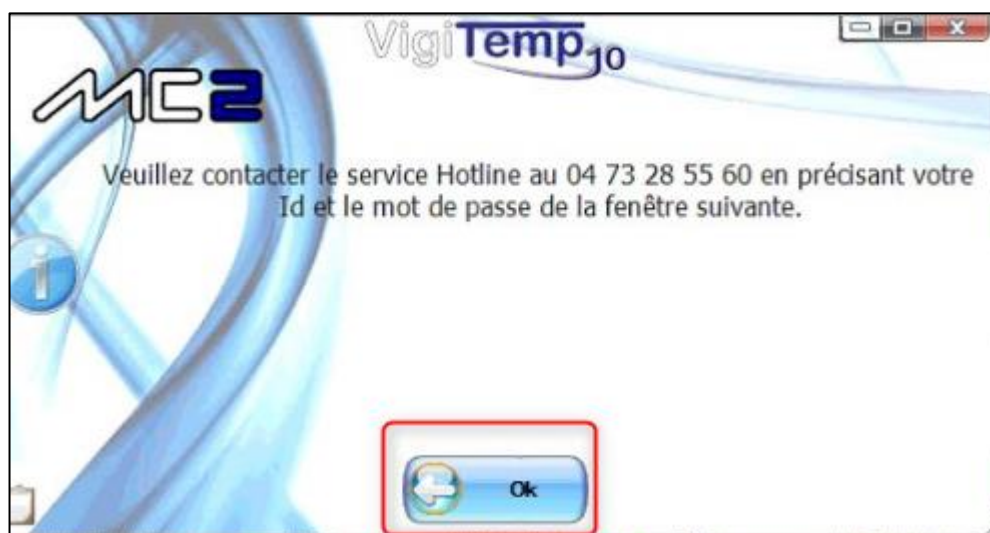 VigiTemp10
MC2
Veuillez contacter le service Hotline au 04 73 28 55 60 en précisant votre
Id et le mot de passe de la fenêtre suivante.
Ok